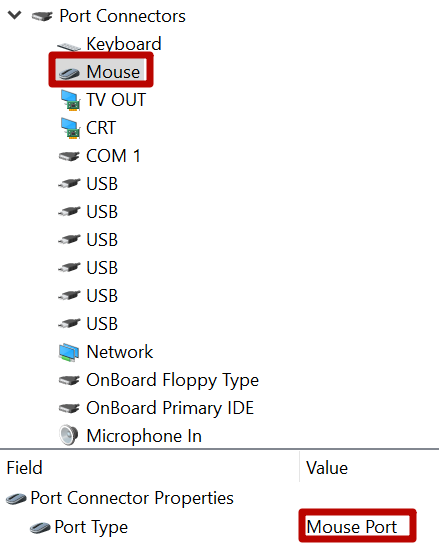 Port Connectors
Keyboard
Mouse
TV OUT
CRT
COM 1
USB
USB
USB
USB
USB
USB
Network
OnBoard Floppy Type
OnBoard Primary IDE
Microphone In
Field Value
Port Connector Properties
Port Type Mouse Port